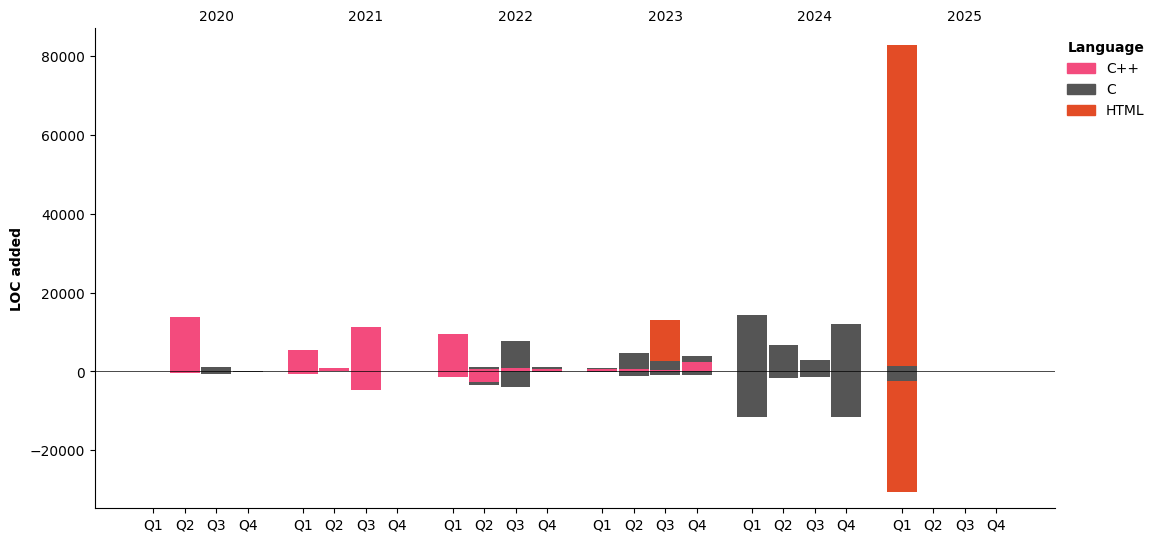 2020 2021 2022 2023 2024 2025
Language
C++
C
HTML
LOC added
80000
60000
40000
20000
0
−20000
Q1 Q2 Q3 Q4 Q1 Q2 Q3 Q4 Q1 Q2 Q3 Q4 Q1 Q2 Q3 Q4 Q1 Q2 Q3 Q4 Q1 Q2 Q3 Q4